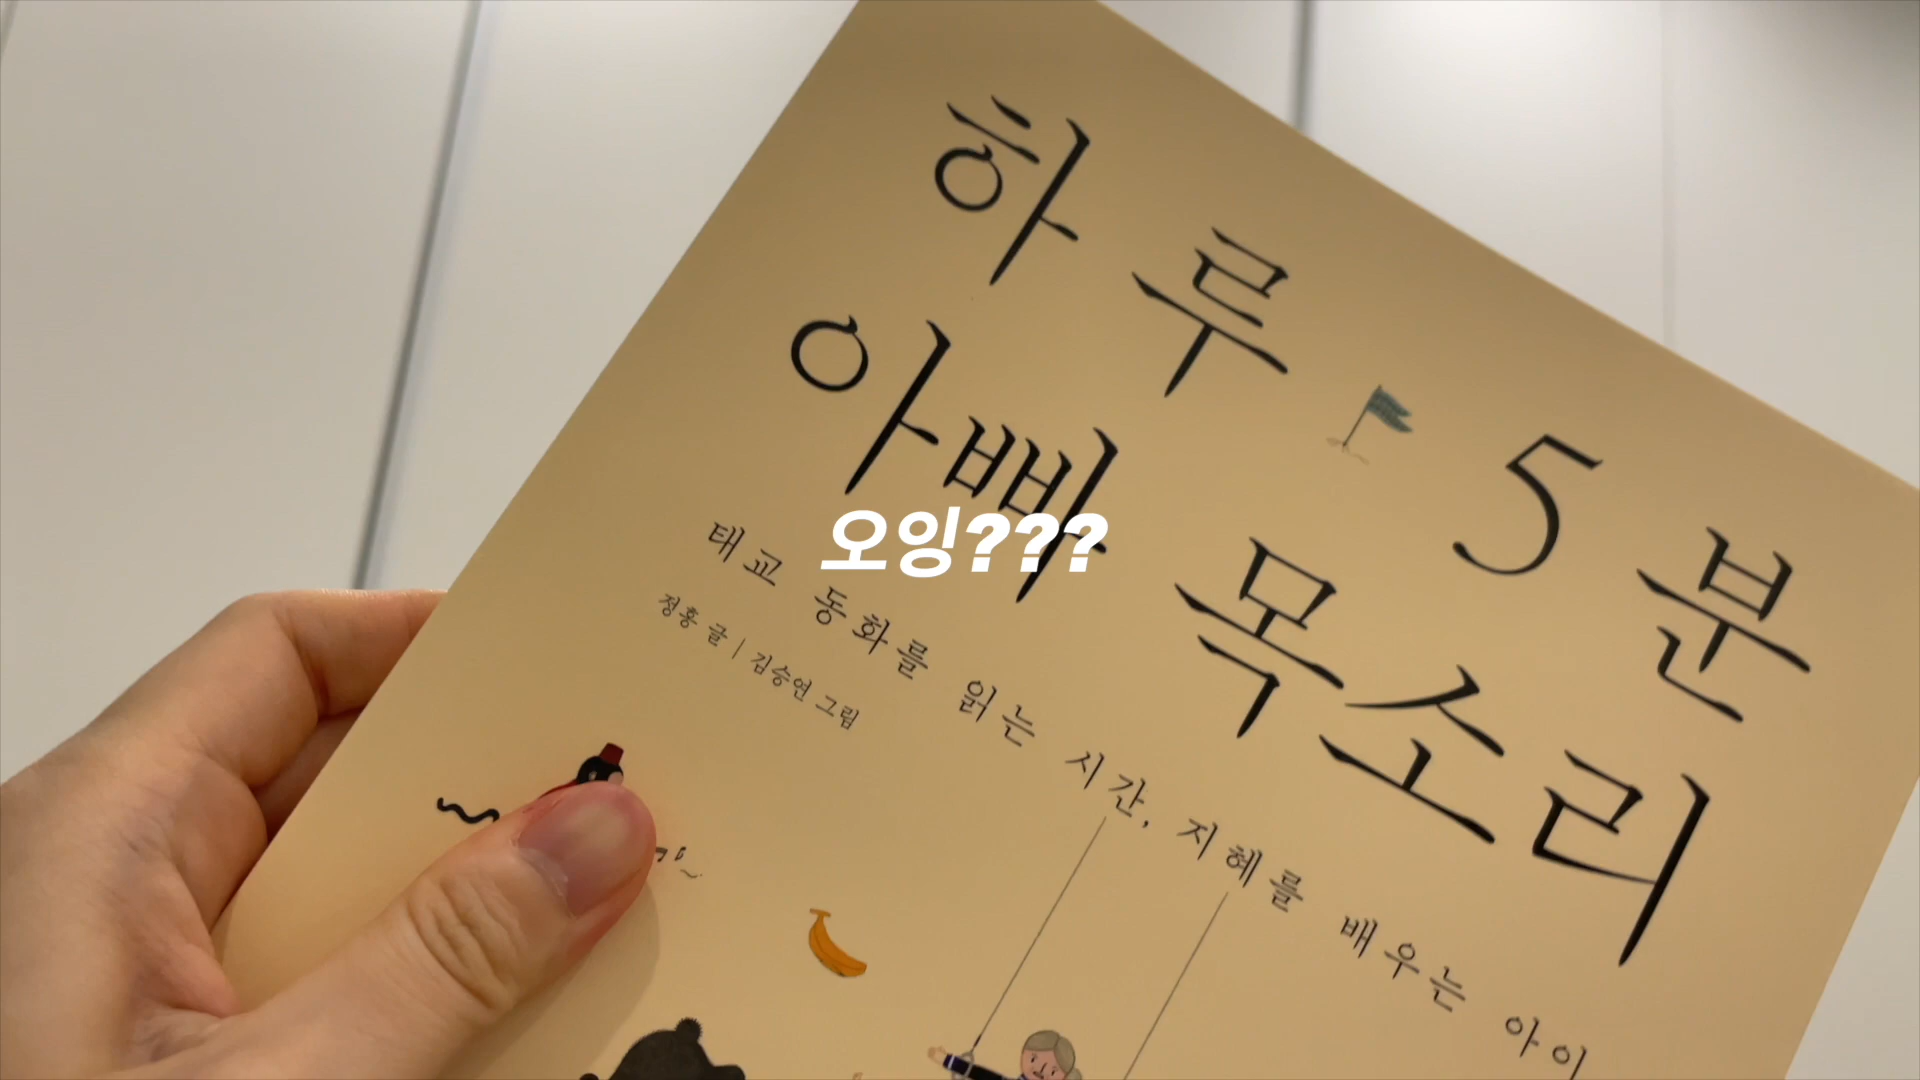 하루 5분
아빠 목소리
오잉???
태교 동화를 읽는 시간, 지혜를 배우는 아이
정홍 글 | 김승연 그림